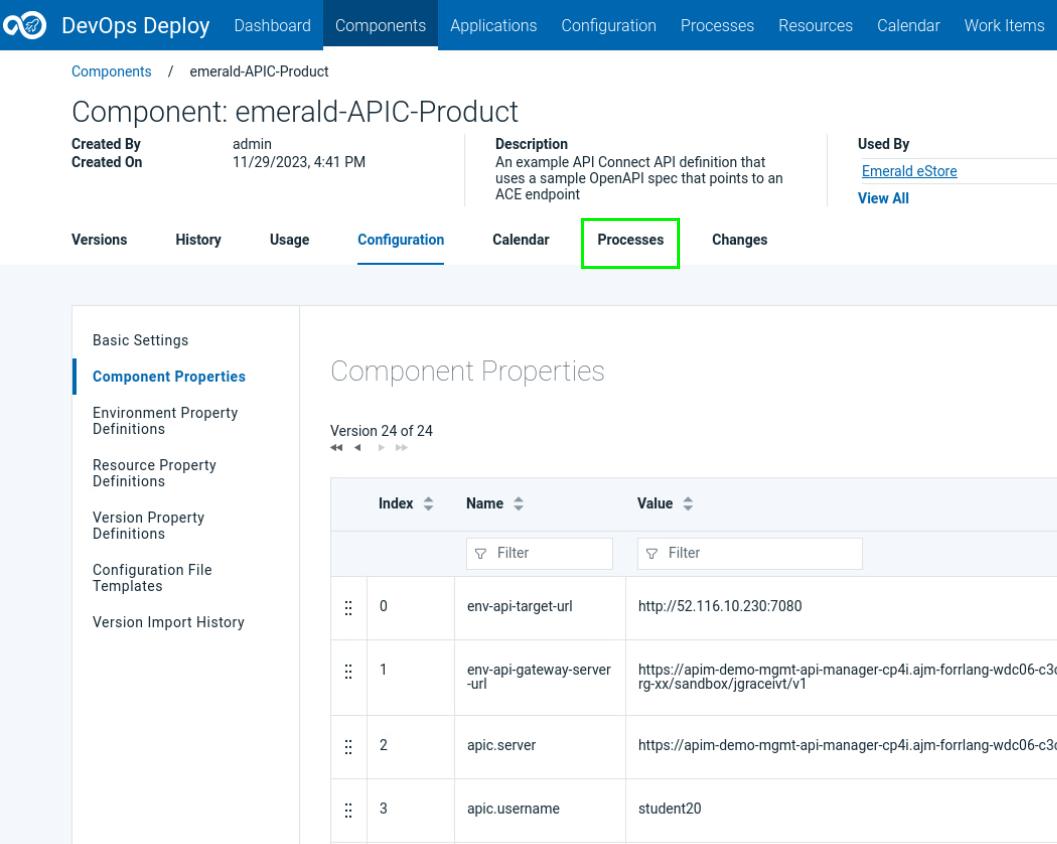 DevOps Deploy Dashboard Components Applications Configuration Processes Resources Calendar Work Items
Components / emerald-APIC-Product
Component: emerald-APIC-Product
Created By admin
Created On 11/29/2023, 4:41 PM
Description
An example API Connect API definition that
uses a sample OpenAPI spec that points to an
ACE endpoint
Used By
Emerald eStore
View All
Versions History Usage Configuration Calendar Processes Changes
Basic Settings
Component Properties
Environment Property
Definitions
Resource Property
Definitions
Version Property
Definitions
Configuration File
Templates
Version Import History
Component Properties
Version 24 of 24
Index Name Value
Filter Filter
0 env-api-target-url http://52.116.10.230:7080
1 env-api-gateway-server
-url
https://apim-demo-mgmt-api-manager-cp4i.ajm-forrlang-wdc06-c3
rg-xx/sandbox/jgraceivt/v1
2 apic.server https://apim-demo-mgmt-api-manager-cp4i.ajm-forrlang-wdc06-c3
3 apic.username student20